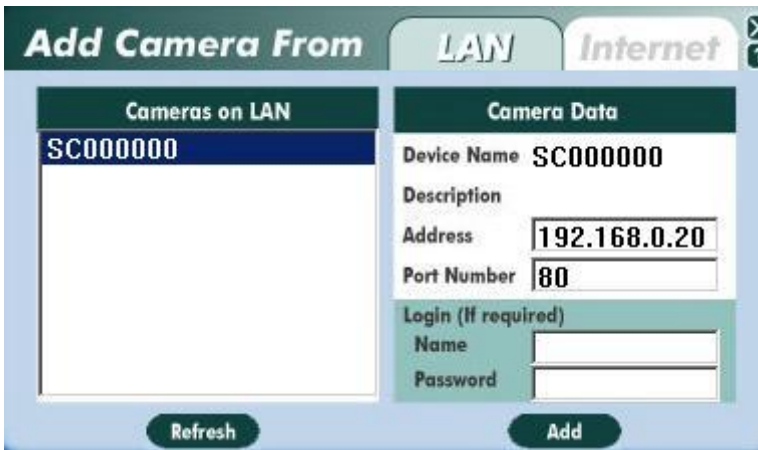 Add Camera From LAN Internet
Cameras on LAN
SC000000
Refresh
Camera Data
Device Name SC000000
Description
Address 192.168.0.20
Port Number 80
Login (If required)
Name
Password
Add